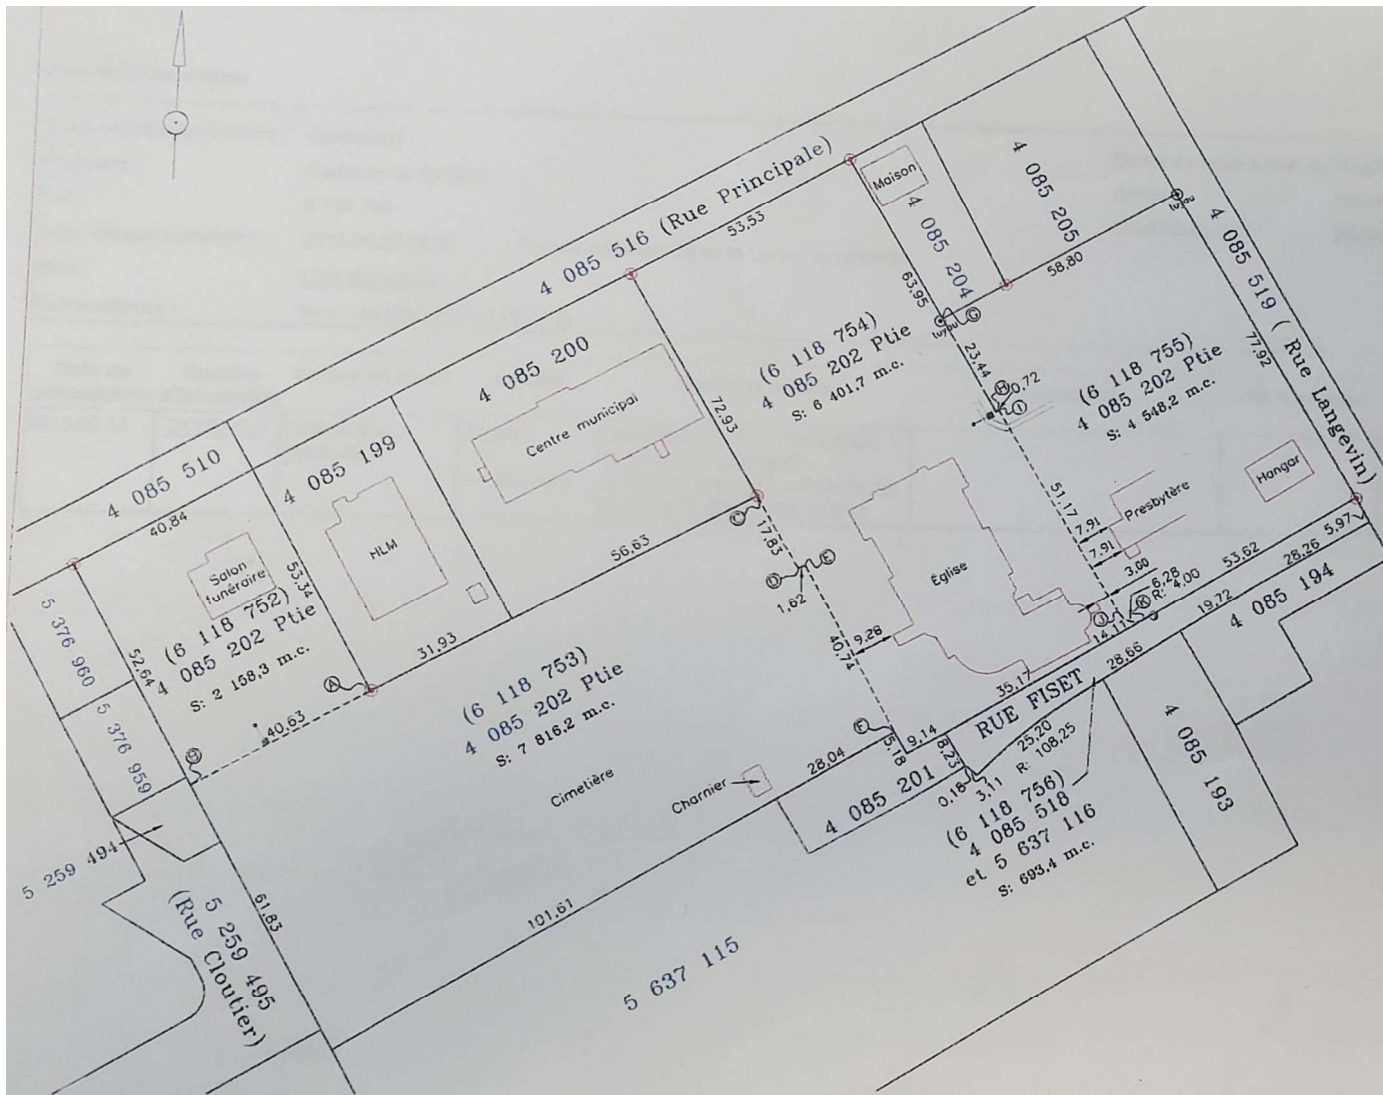 4 085 516 (Rue Principale)
53,53
Maison
4 085 204
4 085 205
58,80
tuyau
4 085 519 ( Rue Langevin)
77,92
63,95
tuyau
C
23,44
H
0,72
I
(6 118 754)
4 085 202 Ptie
S: 6 401,7 m.c.
(6 118 755)
4 085 202 Ptie
S: 4 548,2 m.c.
4 085 200
Centre municipal
72,93
4 085 510
40,84
4 085 199
HLM
53,34
Salon
funéraire
(6 118 752)
4 085 202 Ptie
S: 2 158,3 m.c.
5 376 960
52,64
5 376 959
A
40,63
B
31,93
56,63
C
17,83
D
E
1,62
40,74
9,28
Église
51,17
7,91
7,91
Presbytère
Hangar
3,00
6,28
R: 4,00
K
J
14,11
53,62
28,26
5,97
19,72
4 085 194
(6 118 753)
4 085 202 Ptie
S: 7 816,2 m.c.
Cimetière
Charnier
28,04
F
5,18
9,14
8,23
35,17
RUE FISET
28,66
25,20
R: 108,25
0,18
3,11
4 085 201
(6 118 756)
4 085 518
et 5 637 116
S: 693,4 m.c.
4 085 193
5 259 494
5 259 495
(Rue Cloutier)
61,83
101,61
5 637 115